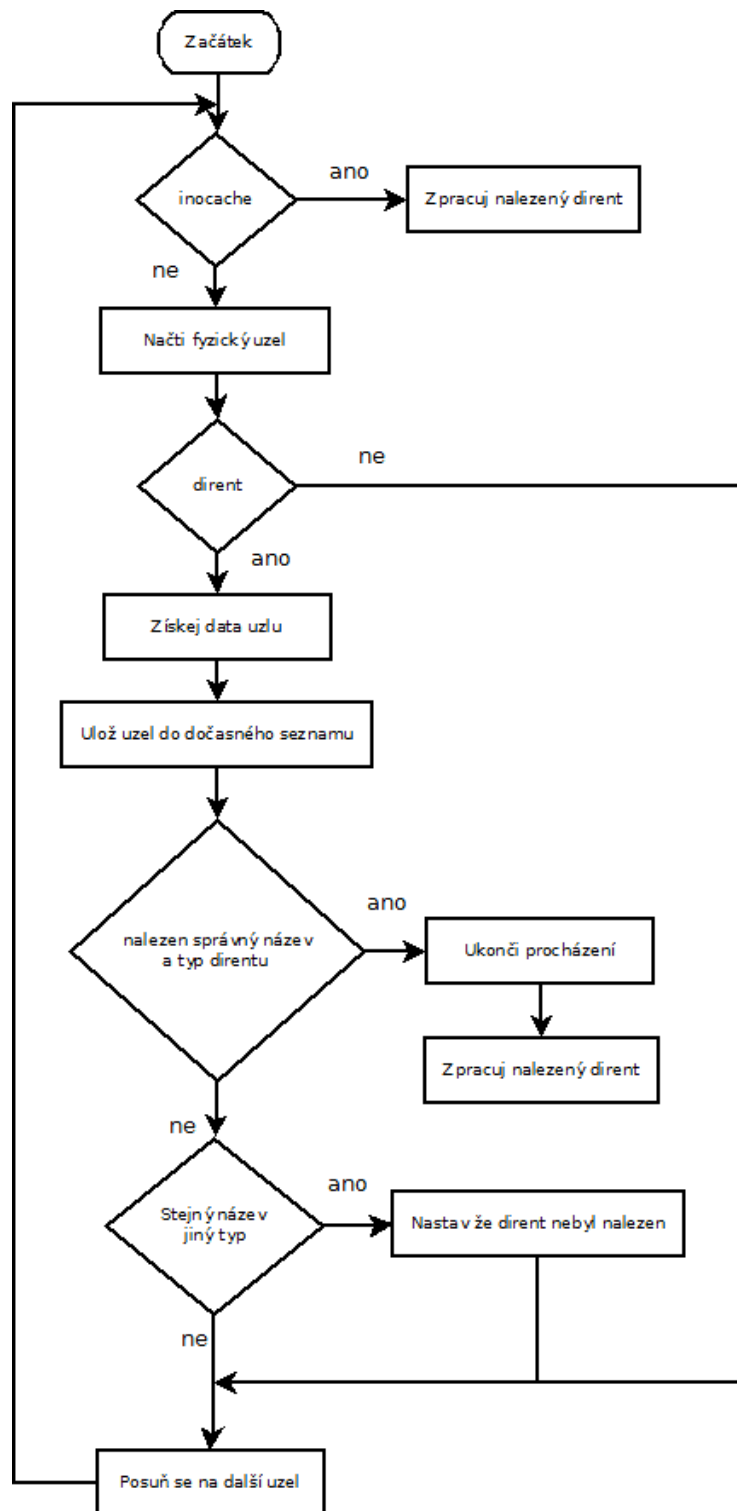 Začátek
inocache
ano
Zpracuj nalezený dirent
ne
Načti fyzický uzel
dirent
ne
ano
Získej data uzlu
Ulož uzel do dočasného seznamu
nalezen správný název
a typ direntu
ano
Ukonči procházení
Zpracuj nalezený dirent
ne
Stejný název
jiný typ
ano
Nastav že dirent nebyl nalezen
ne
Posuň se na další uzel